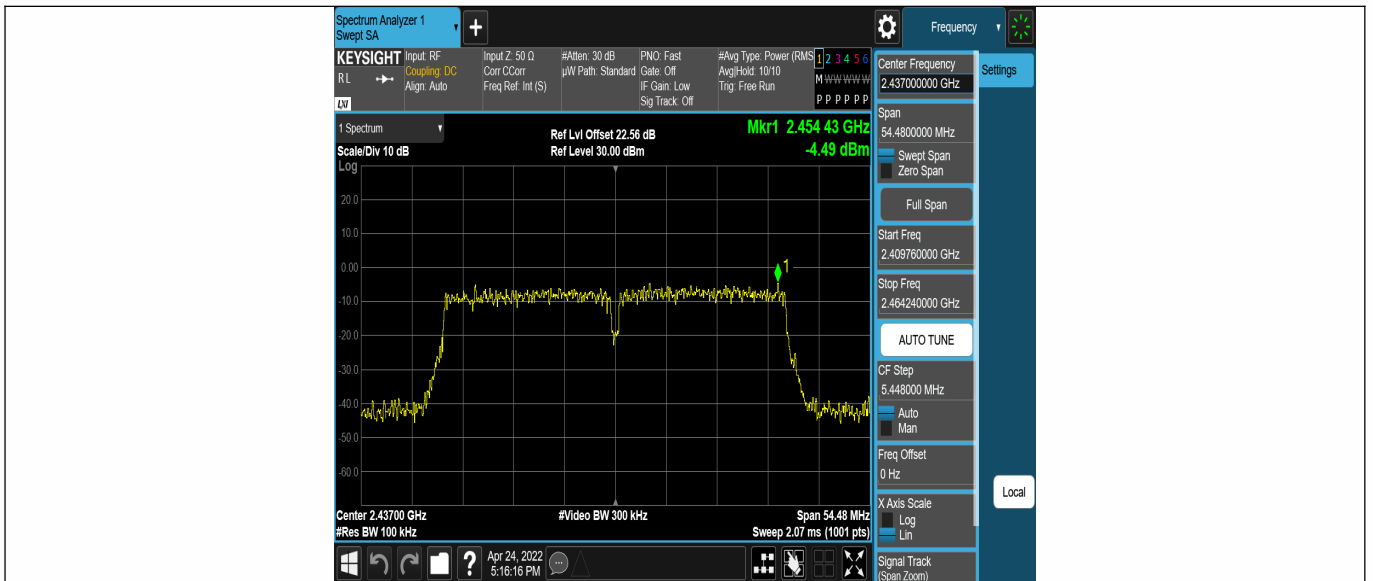 Spectrum Analyzer 1
Swept SA
+
Frequency
KEYSIGHT
Input: RF
Input Z: 50 Ω
#Atten: 30 dB
PNO: Fast
#Avg Type: Power (RMS
1 2 3 4 5 6
R L
Coupling: DC
Corr CCorr
µW Path: Standard
Gate: Off
Avg|Hold: 10/10
M W W W W W
Align: Auto
Freq Ref: Int (S)
IF Gain: Low
Trig: Free Run
Sig Track: Off
P P P P P P
LXI
Center Frequency
2.437000000 GHz
Settings
1 Spectrum
Ref Lvl Offset 22.56 dB
Mkr1 2.454 43 GHz
Scale/Div 10 dB
Ref Level 30.00 dBm
-4.49 dBm
Log
Span
54.4800000 MHz
Swept Span
Zero Span
Full Span
Start Freq
2.409760000 GHz
Stop Freq
2.464240000 GHz
AUTO TUNE
CF Step
5.448000 MHz
Auto
Man
Freq Offset
0 Hz
X Axis Scale
Log
Lin
Signal Track
(Span Zoom)
Local
20.0
10.0
0.00
1
-10.0
-20.0
-30.0
-40.0
-50.0
-60.0
Center 2.43700 GHz
#Video BW 300 kHz
Span 54.48 MHz
#Res BW 100 kHz
Sweep 2.07 ms (1001 pts)
?
Apr 24, 2022
5:16:16 PM